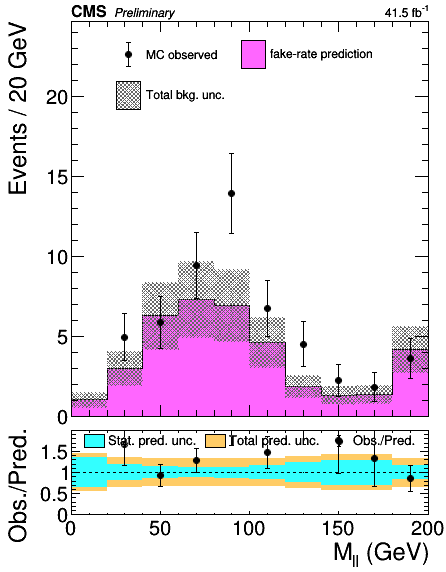 CMS Preliminary 41.5 fb⁻¹
MC observed fake-rate prediction
Total bkg. unc.
Events / 20 GeV
20
15
10
5
0
Stat. pred. unc. Total pred. unc. Obs./Pred.
Obs./Pred.
1.5
1
0.5
0
0 50 100 150 200
M_ll (GeV)